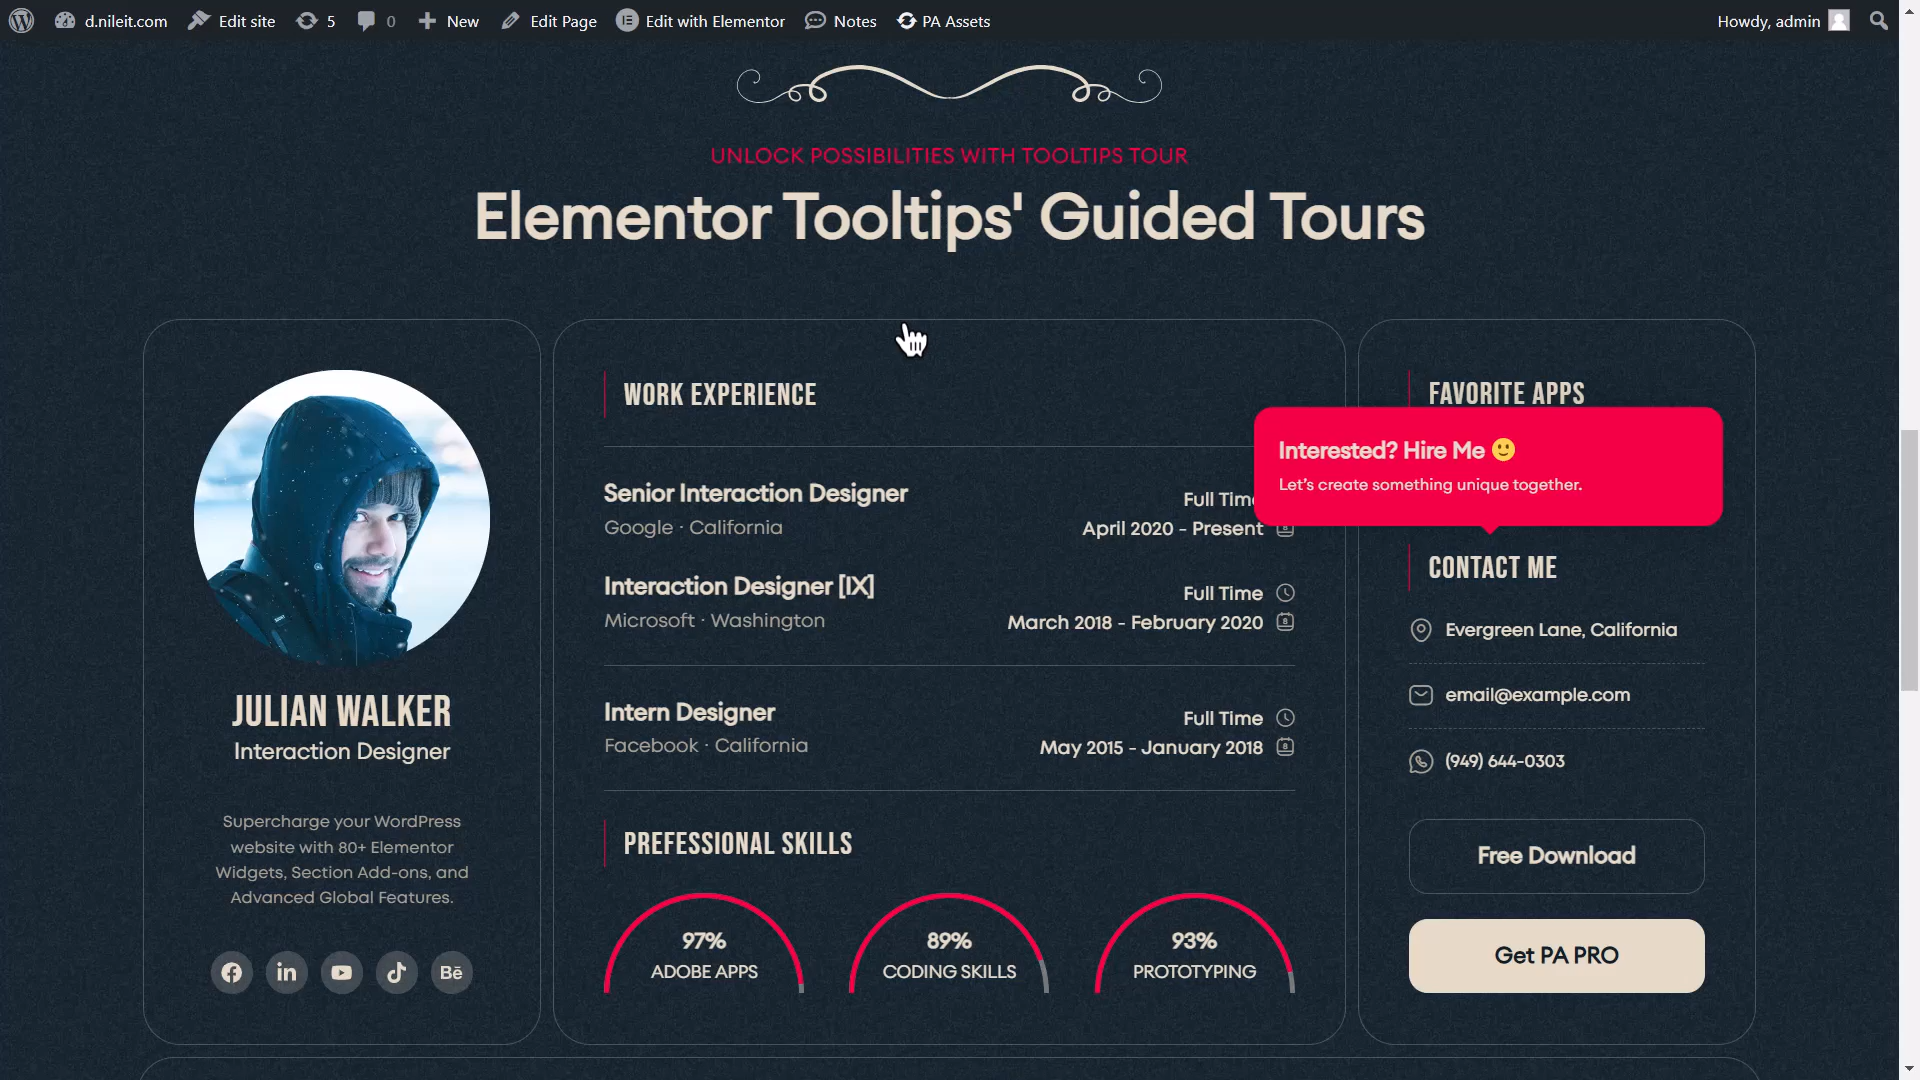 d.nileit.com Edit site 5 0 New Edit Page Edit with Elementor Notes PA Assets Howdy, admin
UNLOCK POSSIBILITIES WITH TOOLTIPS TOUR
Elementor Tooltips' Guided Tours
JULIAN WALKER
Interaction Designer
Supercharge your WordPress
website with 80+ Elementor
Widgets, Section Add-ons, and
Advanced Global Features.
Bē
WORK EXPERIENCE
Senior Interaction Designer
Full Time
Google · California
April 2020 - Present
Interaction Designer [IX]
Full Time
Microsoft · Washington
March 2018 - February 2020
Intern Designer
Full Time
Facebook · California
May 2015 - January 2018
PREFESSIONAL SKILLS
97%
ADOBE APPS
89%
CODING SKILLS
93%
PROTOTYPING
FAVORITE APPS
Interested? Hire Me 🙂
Let's create something unique together.
CONTACT ME
Evergreen Lane, California
email@example.com
(949) 644-0303
Free Download
Get PA PRO